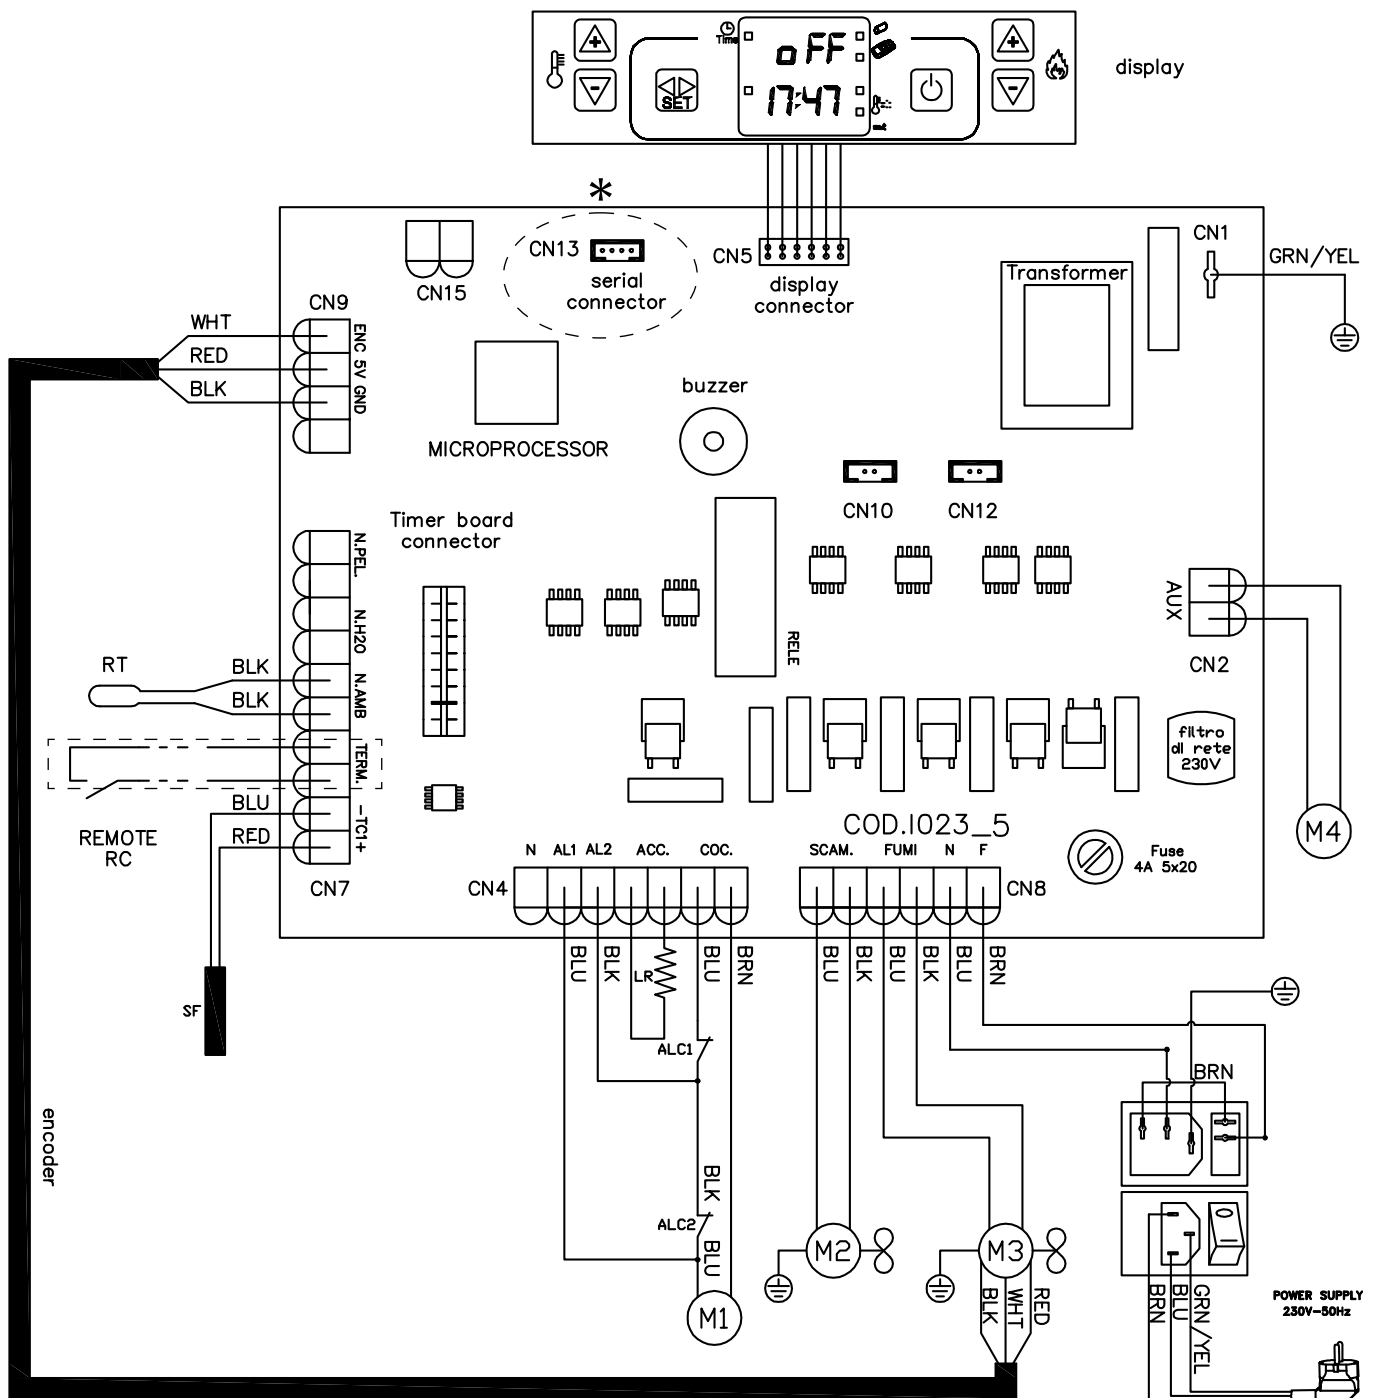 Time
oFF
17:47
SET
display
*
CN13
serial
connector
CN5
display
connector
CN15
CN1
GRN/YEL
Transformer
CN9
WHT
RED
BLK
ENC 5V GND
buzzer
MICROPROCESSOR
CN10
CN12
Timer board
connector
N.PEL.
N.H2O
N.AMB
TERM.
-TC1+
RELE
AUX
CN2
RT
BLK
BLK
filtro
di rete
230V
REMOTE
RC
BLU
RED
CN7
M4
COD.I023_5
Fuse
4A 5x20
N AL1 AL2 ACC. COC.
CN4
SCAM. FUMI N F
CN8
BLU
BLK
LR
BLU
BRN
BLU
BLK
BLU
BLK
BLU
BRN
SF
ALC1
BRN
encoder
BLK
ALC2
BLU
M1
M2
M3
BLK
WHT
RED
BRN
BLU
GRN/YEL
POWER SUPPLY
230V-50Hz